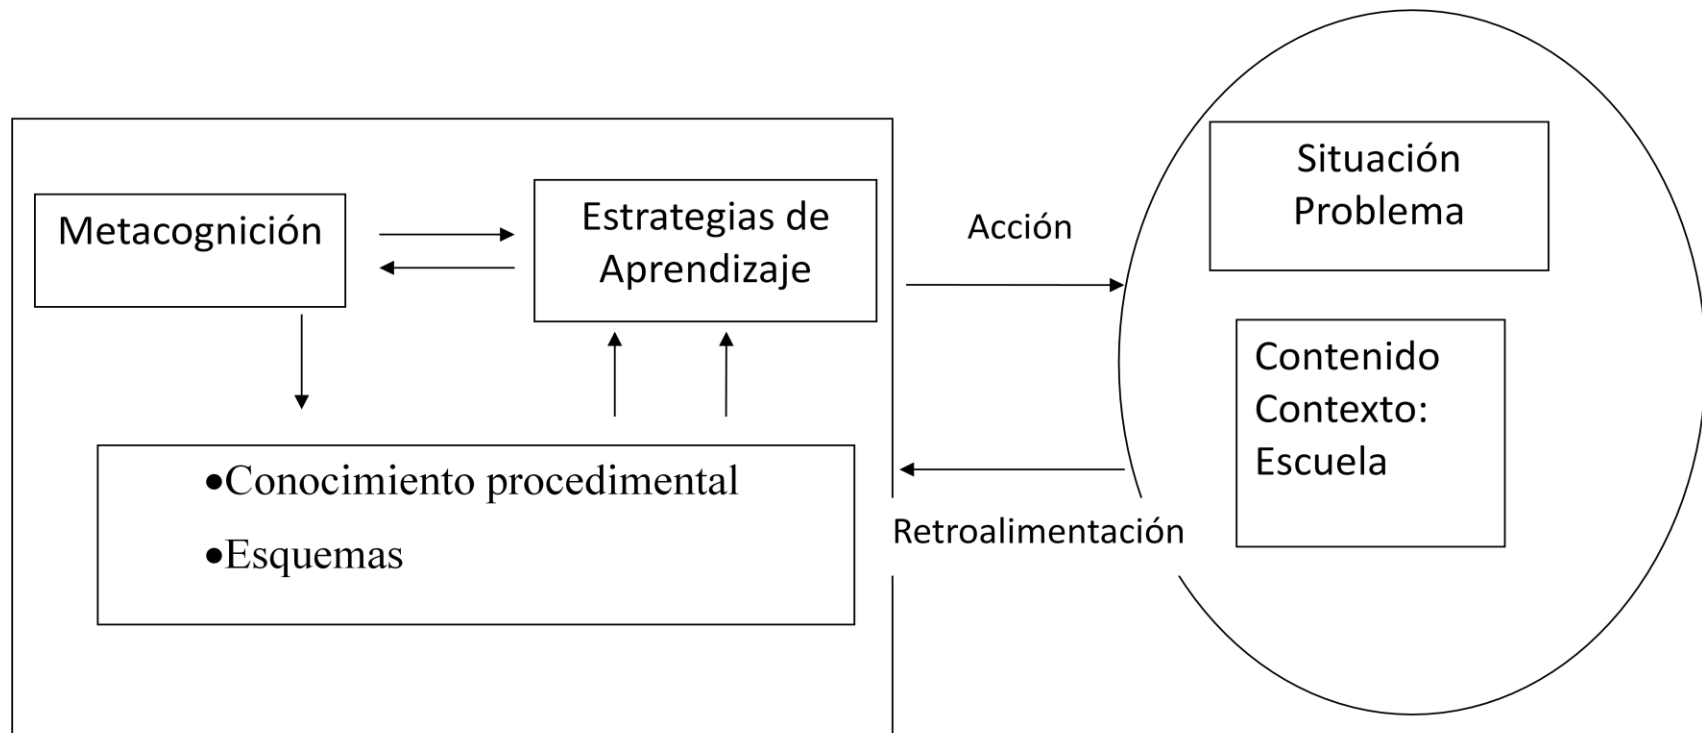 Metacognición
Estrategias de
Aprendizaje
•Conocimiento procedimental
•Esquemas
Acción
Retroalimentación
Situación
Problema
Contenido
Contexto:
Escuela